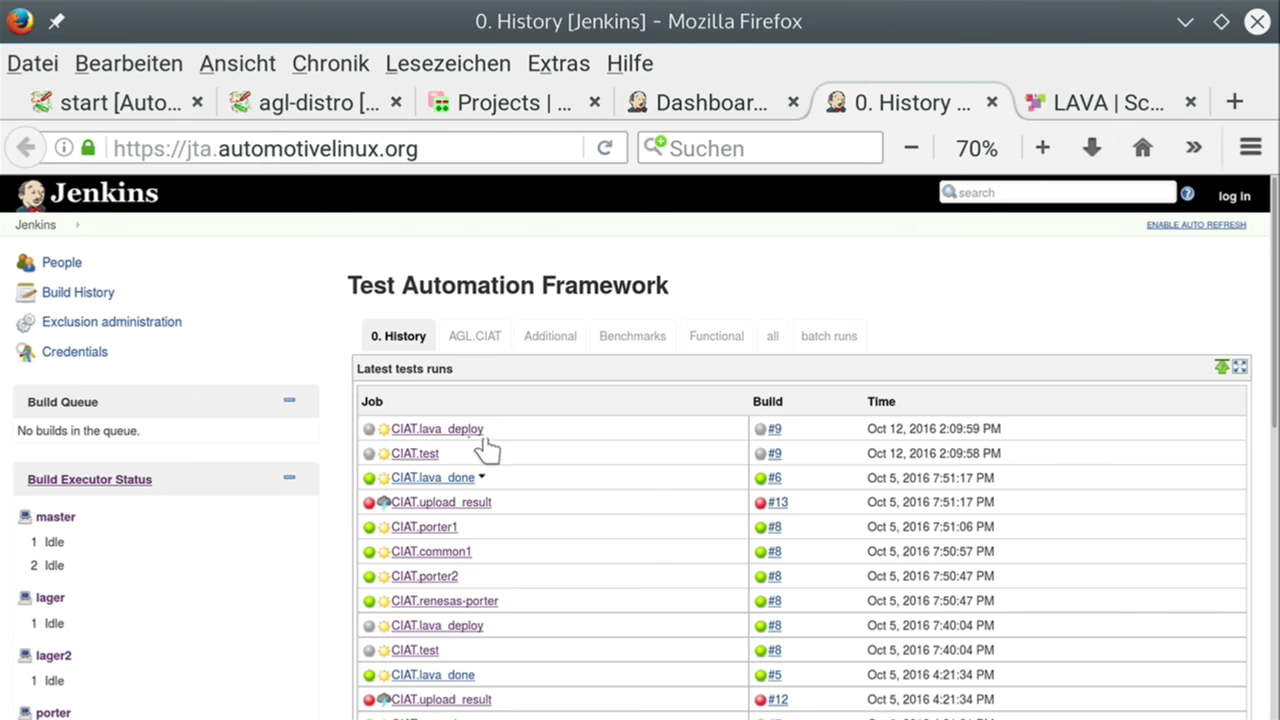 0. History [Jenkins] - Mozilla Firefox
Datei Bearbeiten Ansicht Chronik Lesezeichen Extras Hilfe
start [Auto... agl-distro [... Projects | ... Dashboar... 0. History ... LAVA | Sc...
https://jta.automotivelinux.org Suchen 70%
Jenkins search log in
Jenkins ENABLE AUTO REFRESH
People
Build History
Exclusion administration
Credentials
Build Queue
No builds in the queue.
Build Executor Status
master
1 Idle
2 Idle
lager
1 Idle
lager2
1 Idle
porter
Test Automation Framework
0. History AGL.CIAT Additional Benchmarks Functional all batch runs
Latest tests runs
Job Build Time
CIAT.lava_deploy #9 Oct 12, 2016 2:09:59 PM
CIAT.test #9 Oct 12, 2016 2:09:58 PM
CIAT.lava_done #6 Oct 5, 2016 7:51:17 PM
CIAT.upload_result #13 Oct 5, 2016 7:51:17 PM
CIAT.porter1 #8 Oct 5, 2016 7:51:06 PM
CIAT.common1 #8 Oct 5, 2016 7:50:57 PM
CIAT.porter2 #8 Oct 5, 2016 7:50:47 PM
CIAT.renesas-porter #8 Oct 5, 2016 7:50:47 PM
CIAT.lava_deploy #8 Oct 5, 2016 7:40:04 PM
CIAT.test #8 Oct 5, 2016 7:40:04 PM
CIAT.lava_done #5 Oct 5, 2016 4:21:34 PM
CIAT.upload_result #12 Oct 5, 2016 4:21:34 PM